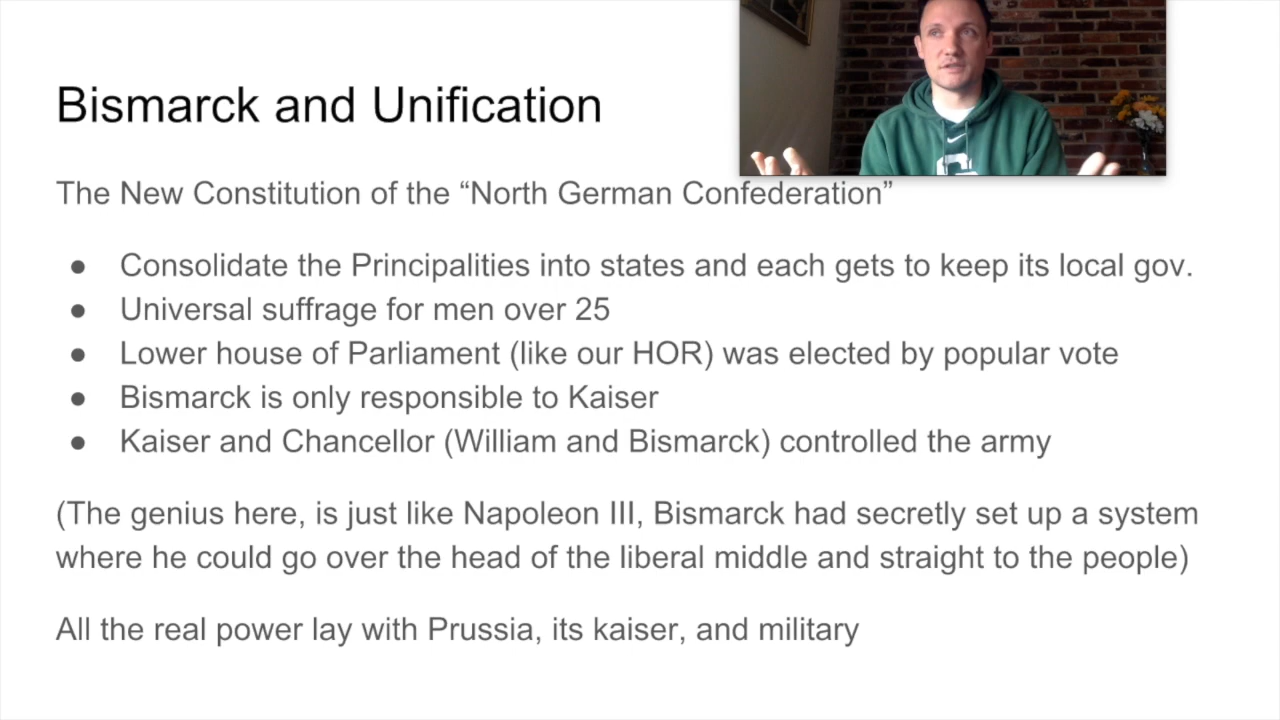 Bismarck and Unification
The New Constitution of the “North German Confederation”
● Consolidate the Principalities into states and each gets to keep its local gov.
● Universal suffrage for men over 25
● Lower house of Parliament (like our HOR) was elected by popular vote
● Bismarck is only responsible to Kaiser
● Kaiser and Chancellor (William and Bismarck) controlled the army
(The genius here, is just like Napoleon III, Bismarck had secretly set up a system
where he could go over the head of the liberal middle and straight to the people)
All the real power lay with Prussia, its kaiser, and military